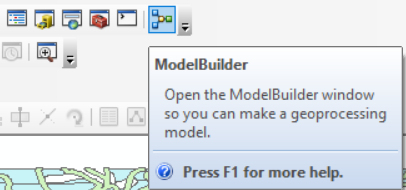 ModelBuilder
Open the ModelBuilder window
so you can make a geoprocessing
model.
Press F1 for more help.